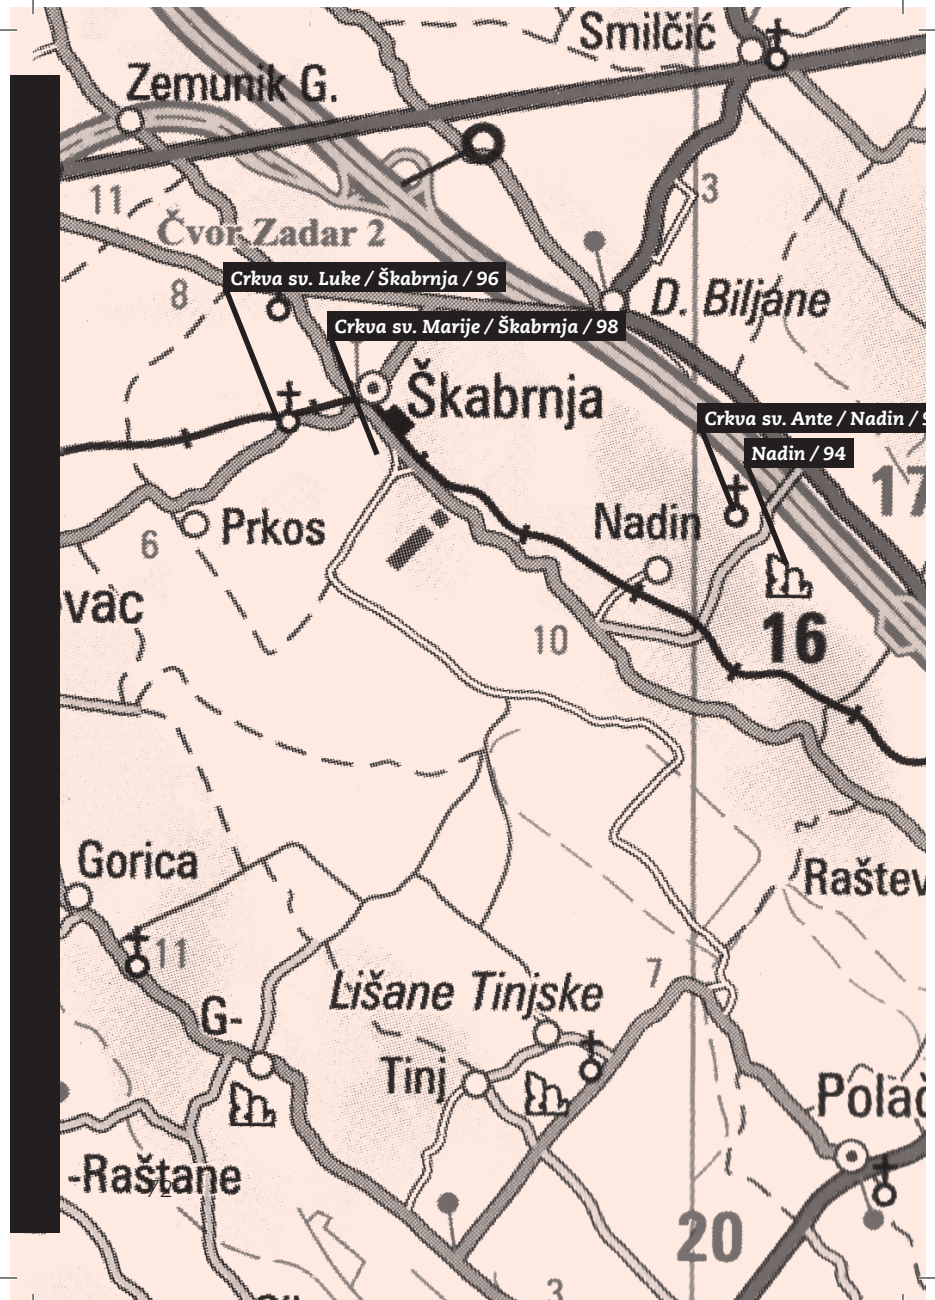 Smilčić
Zemunik G.
11
3
Čvor Zadar 2
8
Crkva sv. Luke / Škabrnja / 96
D. Biljane
Crkva sv. Marije / Škabrnja / 98
Škabrnja
Crkva sv. Ante / Nadin /
Nadin / 94
17
Nadin
Prkos
6
vac
10
16
Gorica
Raštev
11
7
Lišane Tinjske
G-
Tinj
Polač
-Raštane
72
20
3